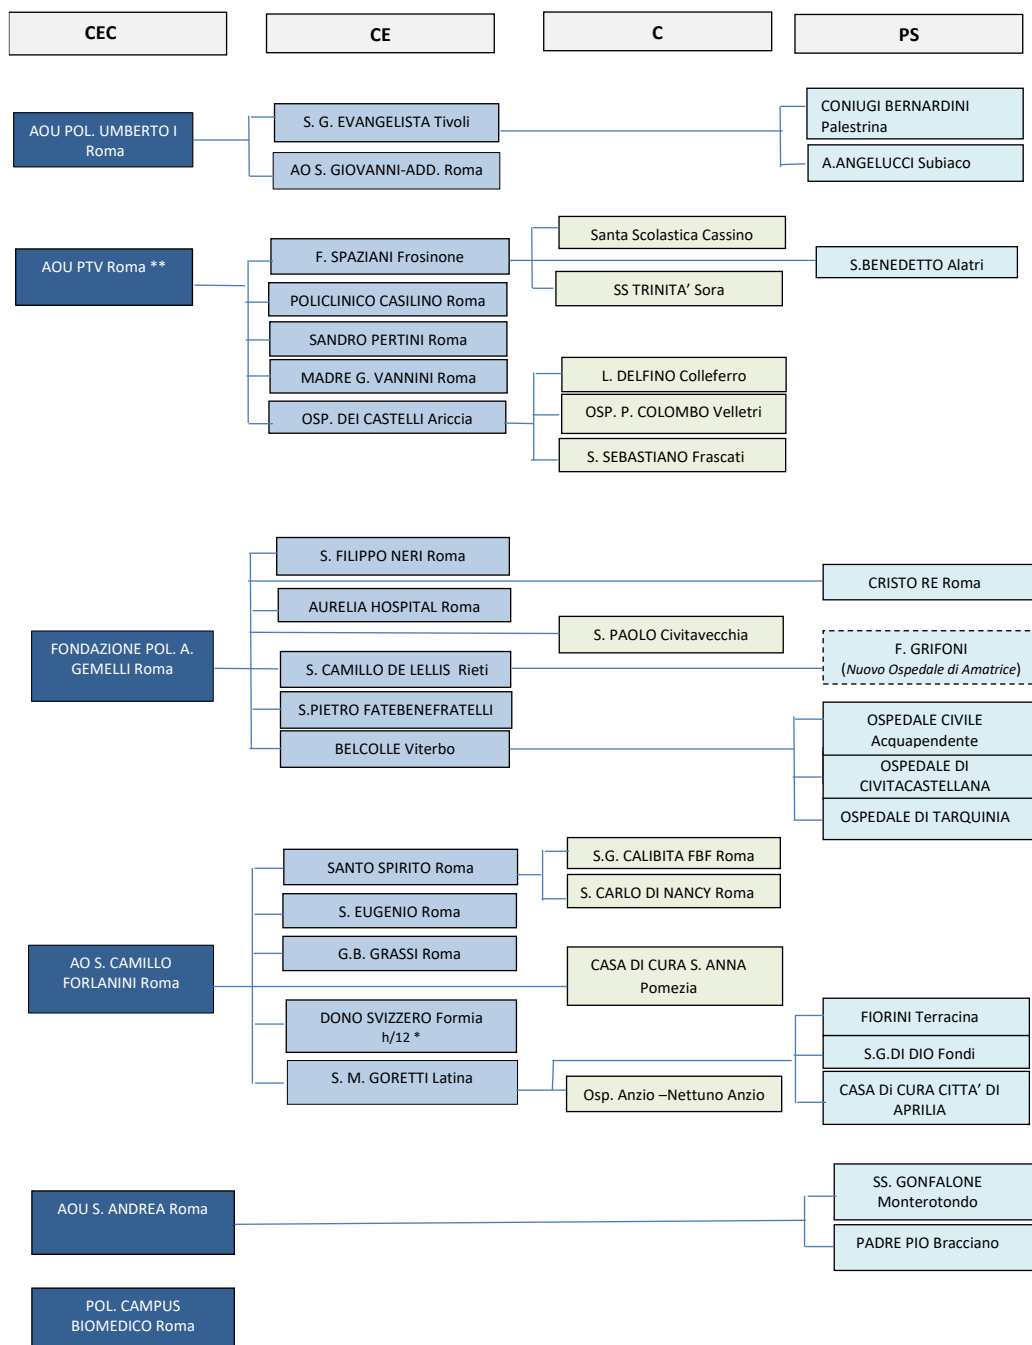 CEC
CE
C
PS
AOU POL. UMBERTO I
Roma
S. G. EVANGELISTA Tivoli
AO S. GIOVANNI-ADD. Roma
CONIUGI BERNARDINI
Palestrina
A.ANGELUCCI Subiaco
AOU PTV Roma **
F. SPAZIANI Frosinone
POLICLINICO CASILINO Roma
SANDRO PERTINI Roma
MADRE G. VANNINI Roma
OSP. DEI CASTELLI Ariccia
Santa Scolastica Cassino
SS TRINITA’ Sora
L. DELFINO Colleferro
OSP. P. COLOMBO Velletri
S. SEBASTIANO Frascati
S.BENEDETTO Alatri
FONDAZIONE POL. A.
GEMELLI Roma
S. FILIPPO NERI Roma
AURELIA HOSPITAL Roma
S. CAMILLO DE LELLIS  Rieti
S.PIETRO FATEBENEFRATELLI
BELCOLLE Viterbo
S. PAOLO Civitavecchia
CRISTO RE Roma
F. GRIFONI
(Nuovo Ospedale di Amatrice)
OSPEDALE CIVILE
Acquapendente
OSPEDALE DI
CIVITACASTELLANA
OSPEDALE DI TARQUINIA
AO S. CAMILLO
FORLANINI Roma
SANTO SPIRITO Roma
S. EUGENIO Roma
G.B. GRASSI Roma
DONO SVIZZERO Formia
h/12 *
S. M. GORETTI Latina
S.G. CALIBITA FBF Roma
S. CARLO DI NANCY Roma
CASA DI CURA S. ANNA
Pomezia
Osp. Anzio –Nettuno Anzio
FIORINI Terracina
S.G.DI DIO Fondi
CASA Di CURA CITTA’ DI
APRILIA
AOU S. ANDREA Roma
SS. GONFALONE
Monterotondo
PADRE PIO Bracciano
POL. CAMPUS
BIOMEDICO Roma